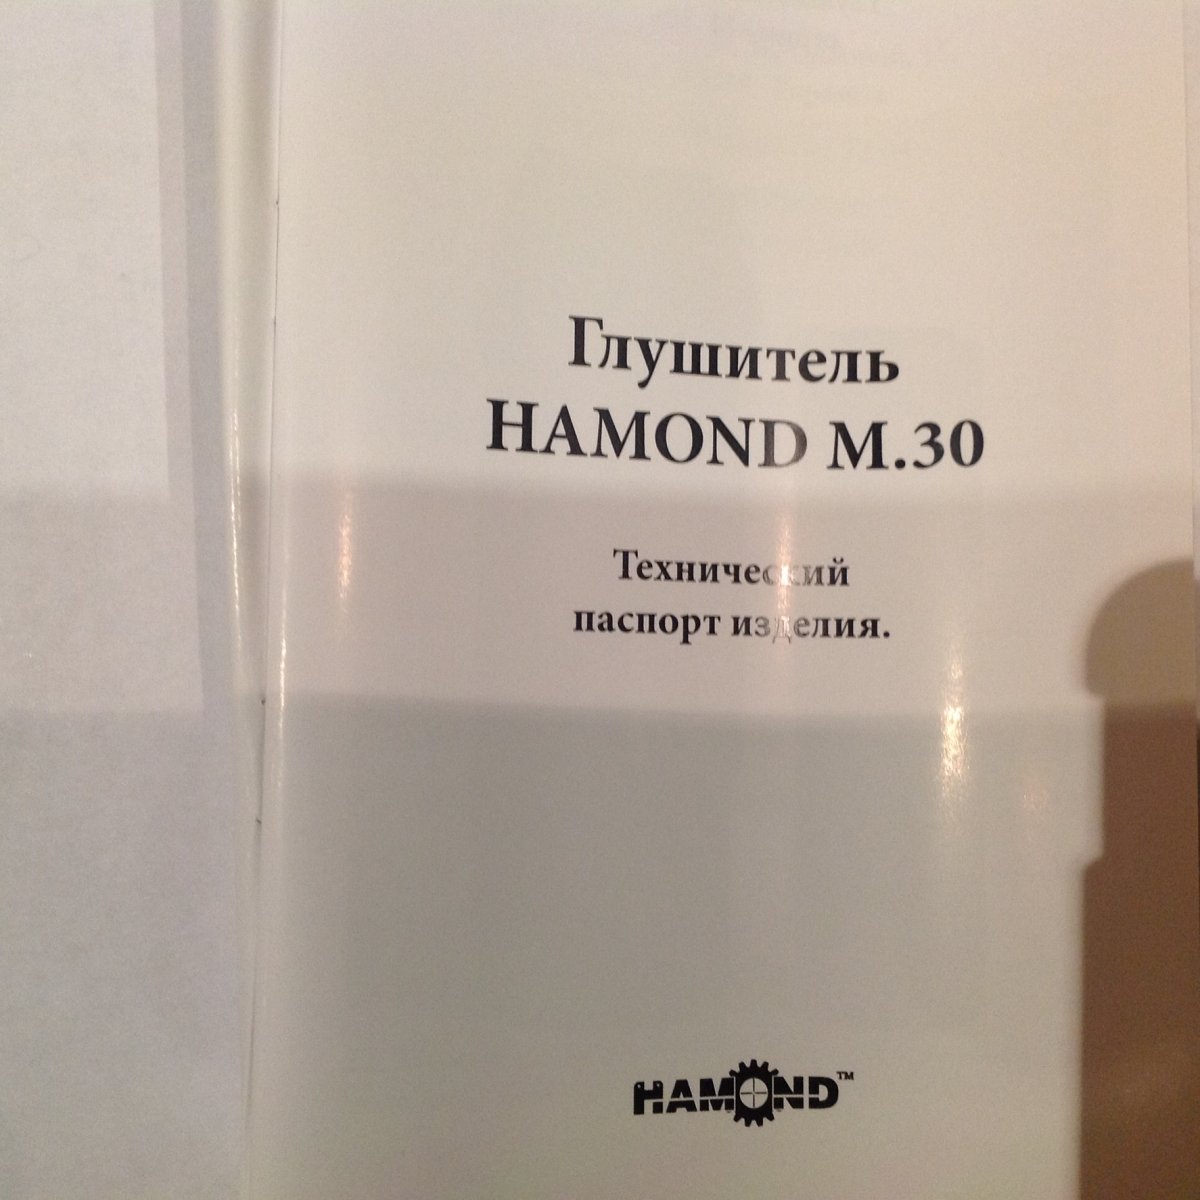 Глушитель
HAMOND M.30
Технический
паспорт изделия.
HAMOND™